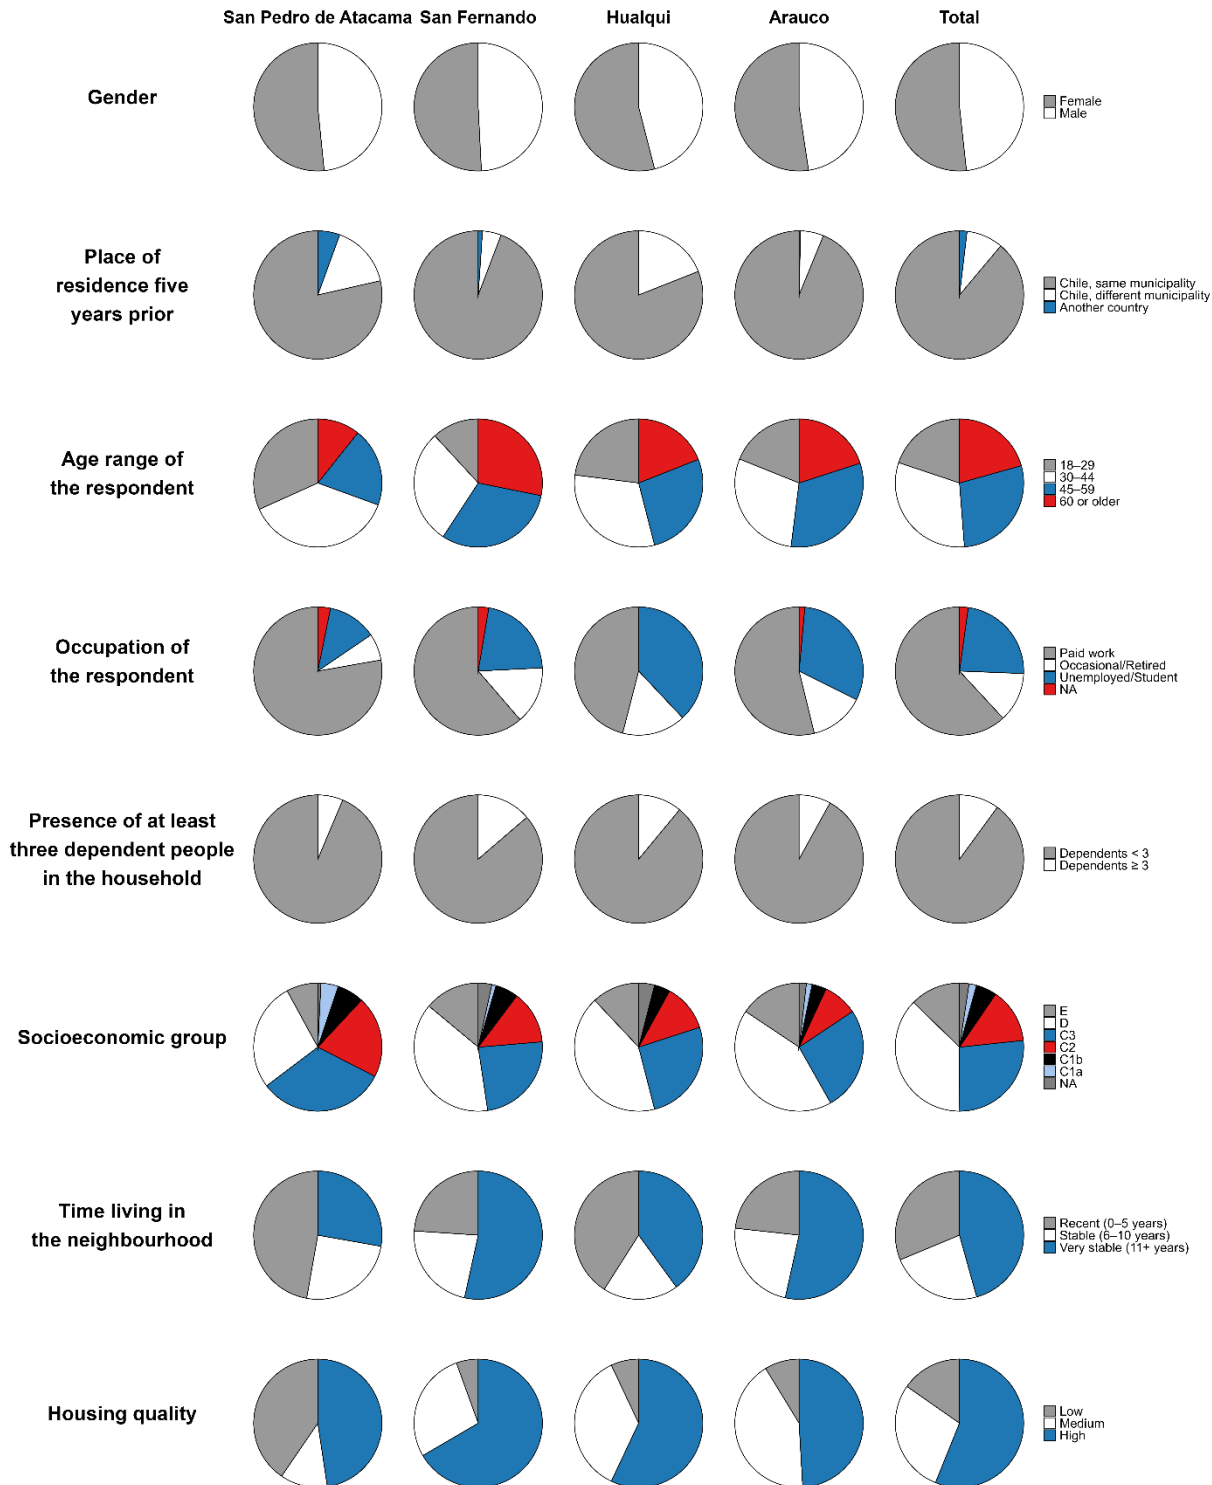 San Pedro de Atacama San Fernando Hualqui Arauco Total
Gender
Female
Male
Place of
residence five
years prior
Chile, same municipality
Chile, different municipality
Another country
Age range of
the respondent
18–29
30–44
45–59
60 or older
Occupation of
the respondent
Paid work
Occasional/Retired
Unemployed/Student
NA
Presence of at least
three dependent people
in the household
Dependents < 3
Dependents ≥ 3
Socioeconomic group
E
D
C3
C2
C1b
C1a
NA
Time living in
the neighbourhood
Recent (0–5 years)
Stable (6–10 years)
Very stable (11+ years)
Housing quality
Low
Medium
High